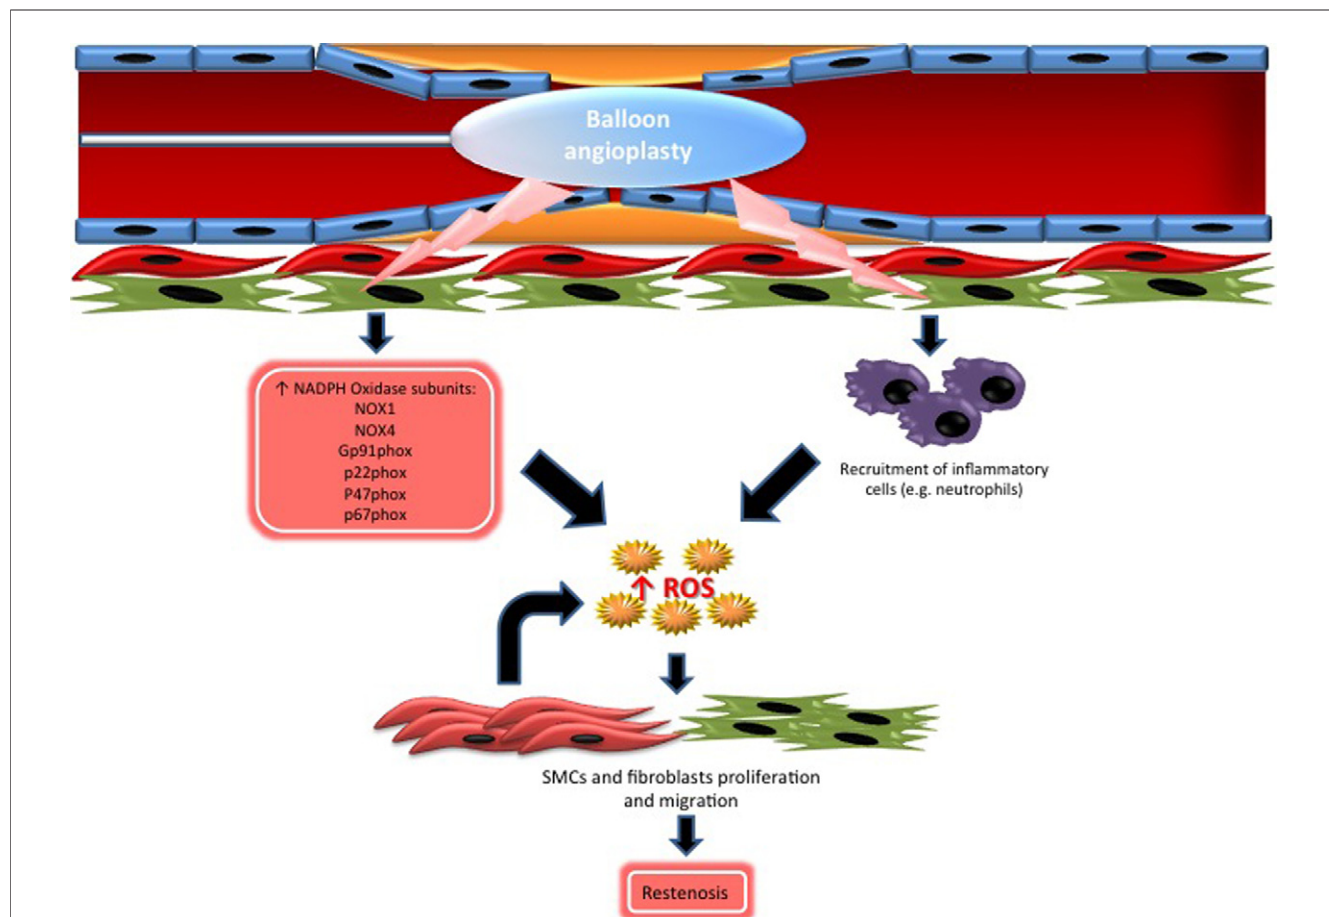 Balloon
angioplasty
↑ NADPH Oxidase subunits:
NOX1
NOX4
Gp91phox
p22phox
P47phox
p67phox
Recruitment of inflammatory
cells (e.g. neutrophils)
↑ ROS
SMCs and fibroblasts proliferation
and migration
Restenosis